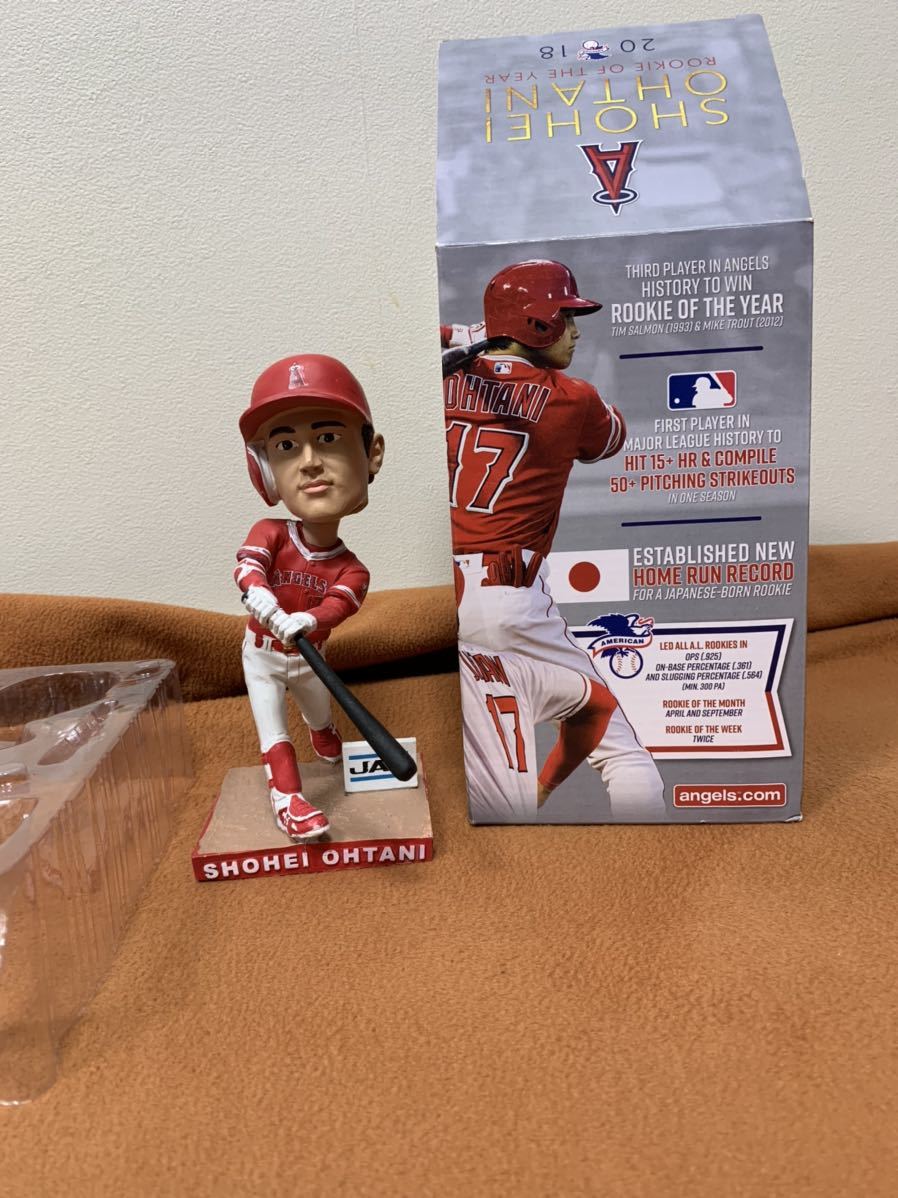 SHOHEI
OHTANI
ROOKIE OF THE YEAR
2018
A
THIRD PLAYER IN ANGELS
HISTORY TO WIN
ROOKIE OF THE YEAR
TIM SALMON (1993) & MIKE TROUT (2012)
FIRST PLAYER IN
MAJOR LEAGUE HISTORY TO
HIT 15+ HR & COMPILE
50+ PITCHING STRIKEOUTS
IN ONE SEASON
ESTABLISHED NEW
HOME RUN RECORD
FOR A JAPANESE-BORN ROOKIE
AMERICAN
LED ALL A.L. ROOKIES IN
OPS (.925)
ON-BASE PERCENTAGE (.361)
AND SLUGGING PERCENTAGE (.564)
(MIN. 300 PA)
ROOKIE OF THE MONTH
APRIL AND SEPTEMBER
ROOKIE OF THE WEEK
TWICE
angels.com
OHTANI
17
17
A
ANGELS
JA
SHOHEI OHTANI